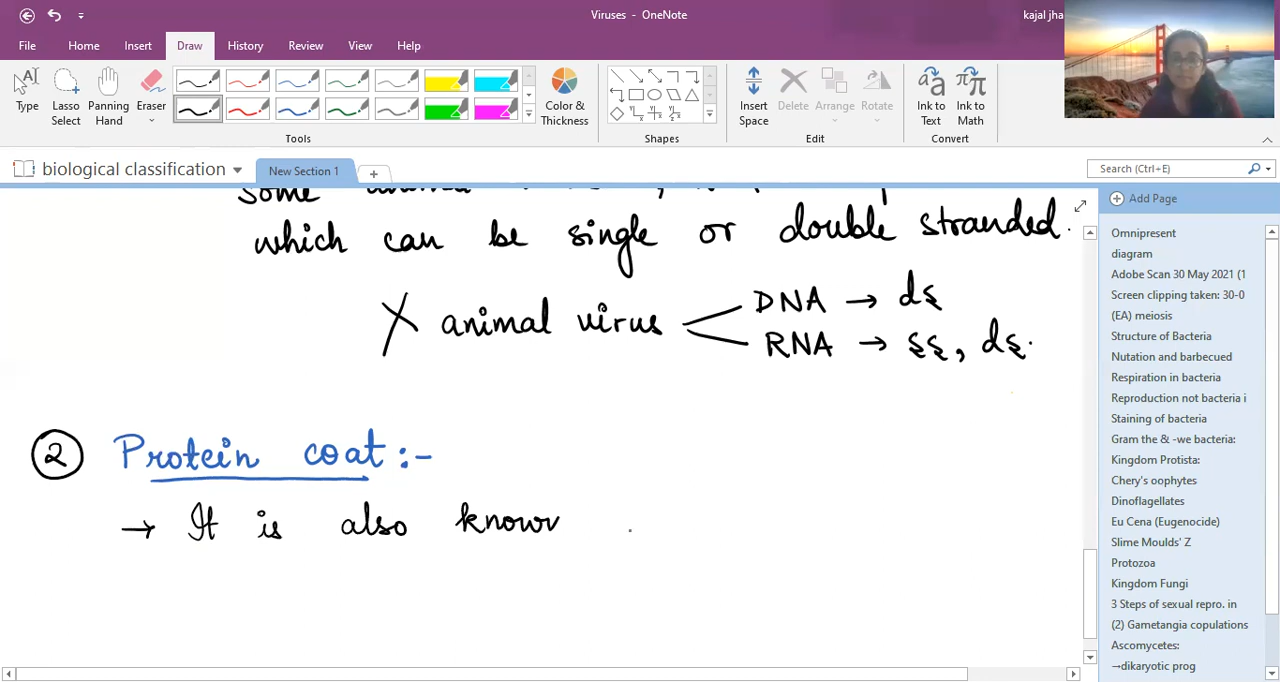 Viruses - OneNote
kajal jha
File Home Insert Draw History Review View Help
Type
Lasso Select
Panning Hand
Eraser
Color & Thickness
Insert Space
Delete
Arrange
Rotate
Ink to Text
Ink to Math
Tools
Shapes
Edit
Convert
biological classification
New Section 1
Search (Ctrl+E)
some
which can be single or double stranded.
X animal virus
DNA → ds
RNA → ss, ds.
2 Protein coat :-
→ It is also know
Add Page
Omnipresent
diagram
Adobe Scan 30 May 2021 (1
Screen clipping taken: 30-0
(EA) meiosis
Structure of Bacteria
Nutation and barbecued
Respiration in bacteria
Reproduction not bacteria i
Staining of bacteria
Gram the & -we bacteria:
Kingdom Protista:
Chery's oophytes
Dinoflagellates
Eu Cena (Eugenocide)
Slime Moulds' Z
Protozoa
Kingdom Fungi
3 Steps of sexual repro. in
(2) Gametangia copulations
Ascomycetes:
→dikaryotic prog